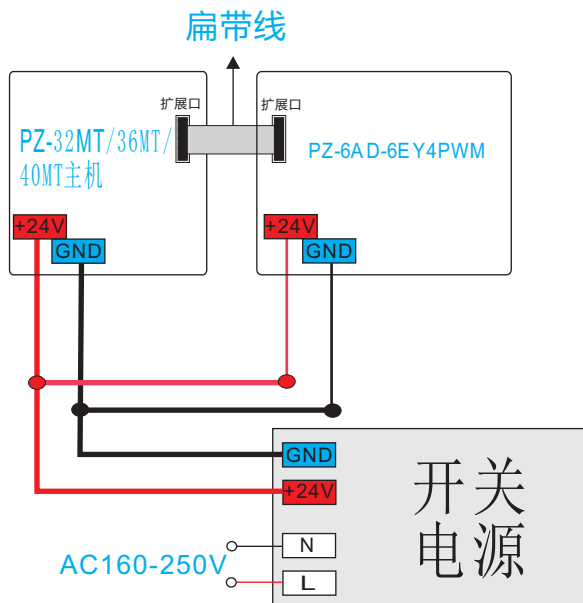 扁带线
扩展口
扩展口
PZ-32MT/36MT/
40MT主机
PZ-6AD-6EY4PWM
+24V
GND
+24V
GND
GND
+24V
开关
电源
N
AC160-250V
L